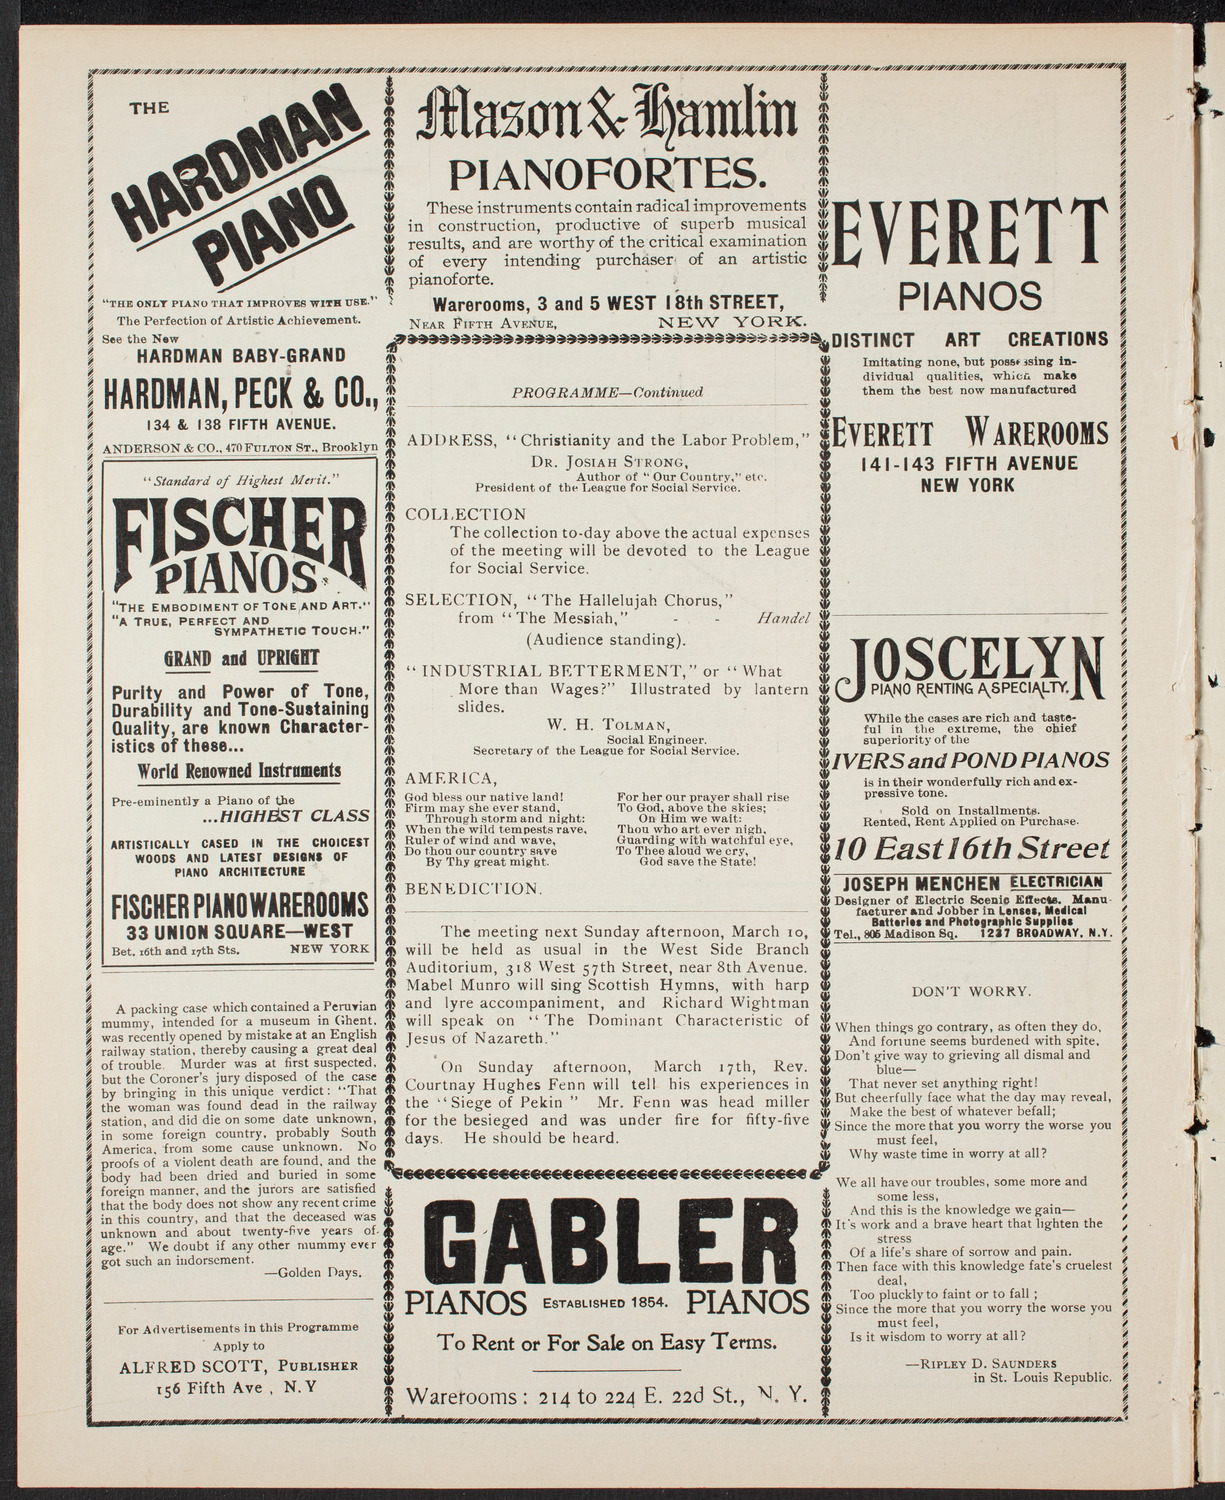 THE
HARDMAN
PIANO
"THE ONLY PIANO THAT IMPROVES WITH USE."
The Perfection of Artistic Achievement.
See the New
HARDMAN BABY-GRAND
HARDMAN, PECK & CO.,
134 & 138 FIFTH AVENUE.
ANDERSON & CO., 470 FULTON ST., Brooklyn
"Standard of Highest Merit."
FISCHER
PIANOS
"THE EMBODIMENT OF TONE AND ART."
"A TRUE, PERFECT AND
SYMPATHETIC TOUCH."
GRAND and UPRIGHT
Purity and Power of Tone,
Durability and Tone-Sustaining
Quality, are known Character-
istics of these...
World Renowned Instruments
Pre-eminently a Piano of the
...HIGHEST CLASS
ARTISTICALLY CASED IN THE CHOICEST
WOODS AND LATEST DESIGNS OF
PIANO ARCHITECTURE
FISCHER PIANO WAREROOMS
33 UNION SQUARE—WEST
Bet. 16th and 17th Sts. NEW YORK
A packing case which contained a Peruvian
mummy, intended for a museum in Ghent,
was recently opened by mistake at an English
railway station, thereby causing a great deal
of trouble. Murder was at first suspected,
but the Coroner's jury disposed of the case
by bringing in this unique verdict: "That
the woman was found dead in the railway
station, and did die on some date unknown,
in some foreign country, probably South
America, from some cause unknown. No
proofs of a violent death are found, and the
body had been dried and buried in some
foreign manner, and the jurors are satisfied
that the body does not show any recent crime
in this country, and that the deceased was
unknown and about twenty-five years of
age." We doubt if any other mummy ever
got such an indorsement.
—Golden Days.
For Advertisements in this Programme
Apply to
ALFRED SCOTT, PUBLISHER
156 Fifth Ave, N.Y
Mason & Hamlin
PIANOFORTES.
These instruments contain radical improvements
in construction, productive of superb musical
results, and are worthy of the critical examination
of every intending purchaser of an artistic
pianoforte.
Warerooms, 3 and 5 WEST 18th STREET,
NEAR FIFTH AVENUE, NEW YORK.
PROGRAMME—Continued
ADDRESS, "Christianity and the Labor Problem,"
DR. JOSIAH STRONG,
Author of "Our Country," etc.
President of the League for Social Service.
COLLECTION
The collection to-day above the actual expenses
of the meeting will be devoted to the League
for Social Service.
SELECTION, "The Hallelujah Chorus,"
from "The Messiah," - - Handel
(Audience standing).
"INDUSTRIAL BETTERMENT," or "What
More than Wages?" Illustrated by lantern
slides.
W. H. TOLMAN,
Social Engineer.
Secretary of the League for Social Service.
AMERICA,
God bless our native land!
Firm may she ever stand,
Through storm and night:
When the wild tempests rave,
Ruler of wind and wave,
Do thou our country save
By Thy great might.
For her our prayer shall rise
To God, above the skies;
On Him we wait:
Thou who art ever nigh,
Guarding with watchful eye,
To Thee aloud we cry,
God save the State!
BENEDICTION.
The meeting next Sunday afternoon, March 10,
will be held as usual in the West Side Branch
Auditorium, 318 West 57th Street, near 8th Avenue.
Mabel Munro will sing Scottish Hymns, with harp
and lyre accompaniment, and Richard Wightman
will speak on "The Dominant Characteristic of
Jesus of Nazareth."
On Sunday afternoon, March 17th, Rev.
Courtnay Hughes Fenn will tell his experiences in
the "Siege of Pekin" Mr. Fenn was head miller
for the besieged and was under fire for fifty-five
days. He should be heard.
GABLER
PIANOS ESTABLISHED 1854. PIANOS
To Rent or For Sale on Easy Terms.
Warerooms: 214 to 224 E. 22d St., N. Y.
EVERETT
PIANOS
DISTINCT ART CREATIONS
Imitating none, but possessing in-
dividual qualities, which make
them the best now manufactured
EVERETT WAREROOMS
141-143 FIFTH AVENUE
NEW YORK
JOSCELYN
PIANO RENTING A SPECIALTY.
While the cases are rich and taste-
ful in the extreme, the chief
superiority of the
IVERS and POND PIANOS
is in their wonderfully rich and ex-
pressive tone.
Sold on Installments.
Rented, Rent Applied on Purchase.
10 East 16th Street
JOSEPH MENCHEN ELECTRICIAN
Designer of Electric Scenic Effects. Manu-
facturer and Jobber in Lenses, Medical
Batteries and Photographic Supplies
Tel., 805 Madison Sq. 1237 BROADWAY, N.Y.
DON'T WORRY.
When things go contrary, as often they do,
And fortune seems burdened with spite,
Don't give way to grieving all dismal and
blue—
That never set anything right!
But cheerfully face what the day may reveal,
Make the best of whatever befall;
Since the more that you worry the worse you
must feel,
Why waste time in worry at all?
We all have our troubles, some more and
some less,
And this is the knowledge we gain—
It's work and a brave heart that lighten the
stress
Of a life's share of sorrow and pain.
Then face with this knowledge fate's cruelest
deal,
Too plucky to faint or to fall;
Since the more that you worry the worse you
must feel,
Is it wisdom to worry at all?
—RIPLEY D. SAUNDERS
in St. Louis Republic.